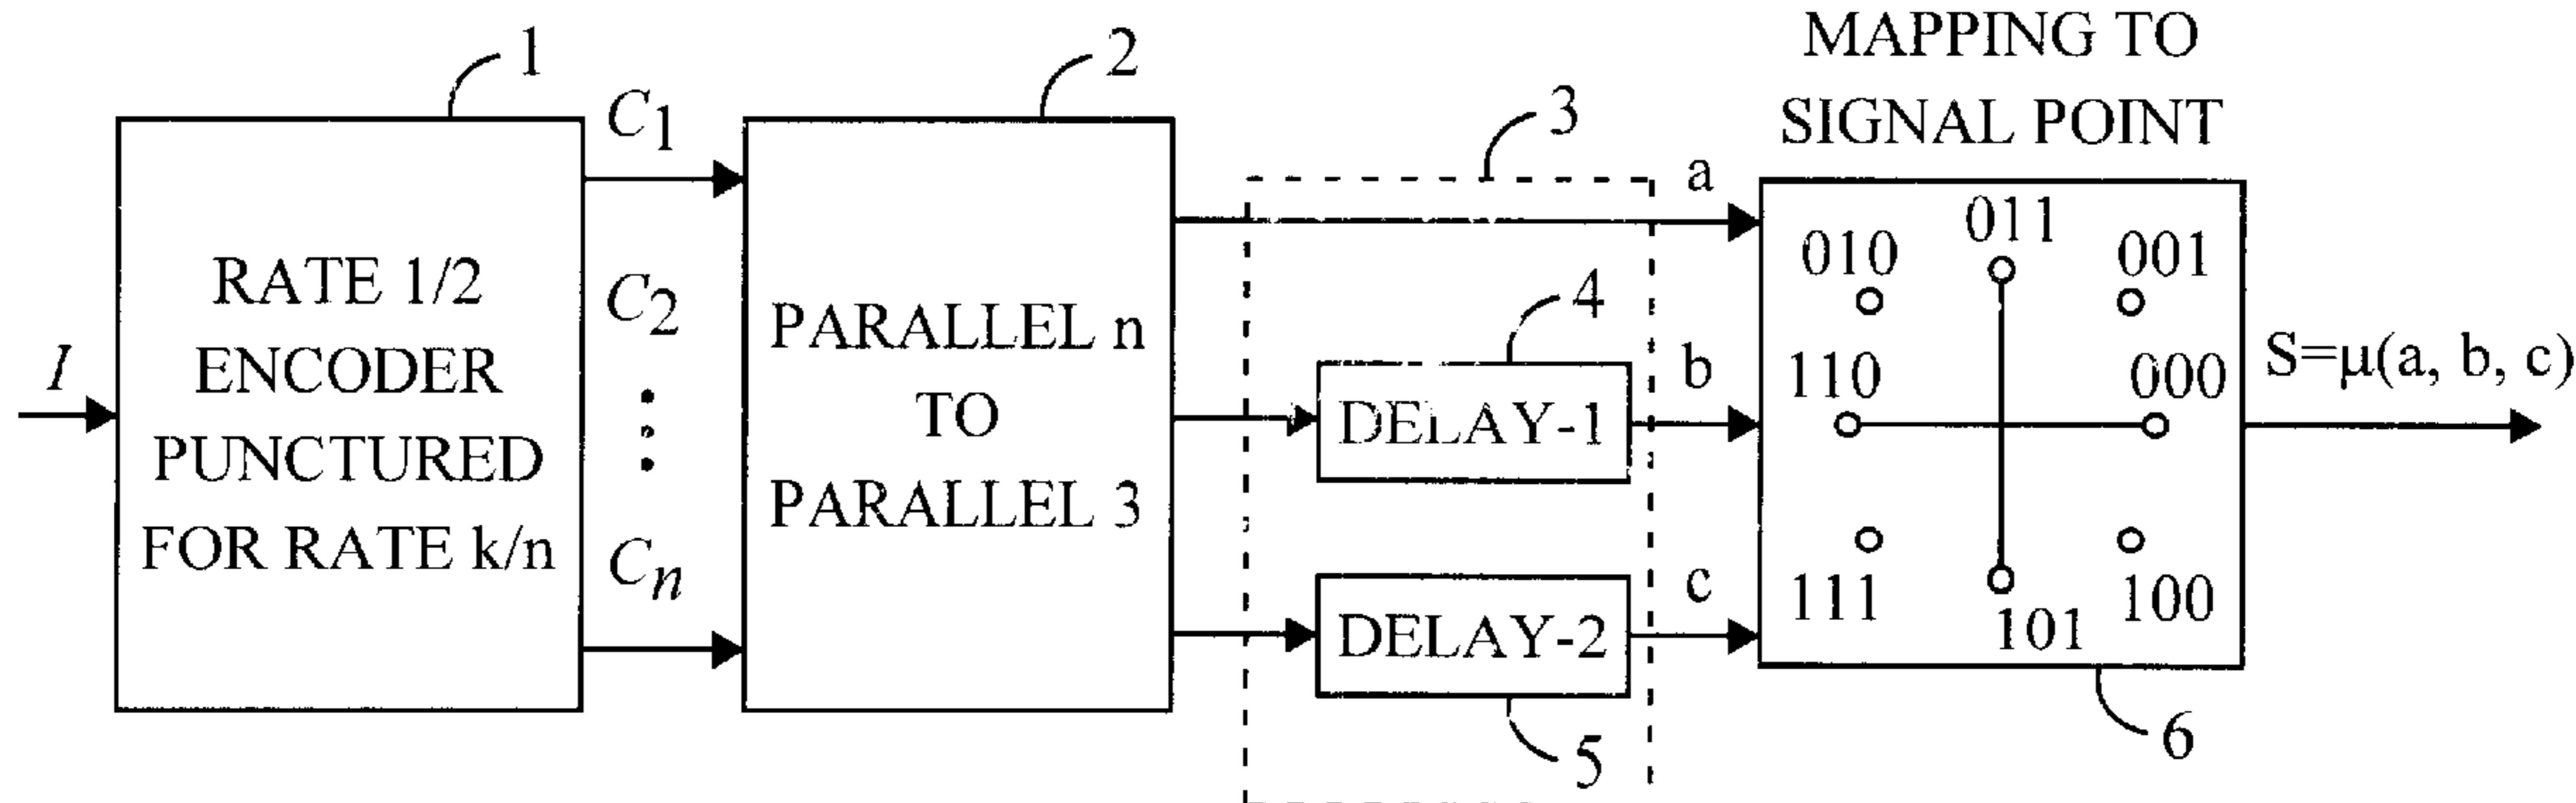 1
2
3
4
5
6
I
RATE 1/2
ENCODER
PUNCTURED
FOR RATE k/n
C1
C2
Cn
PARALLEL n
TO
PARALLEL 3
DELAY-1
DELAY-2
a
b
c
MAPPING TO
SIGNAL POINT
011
010
001
110
000
111
101
100
S=μ(a, b, c)